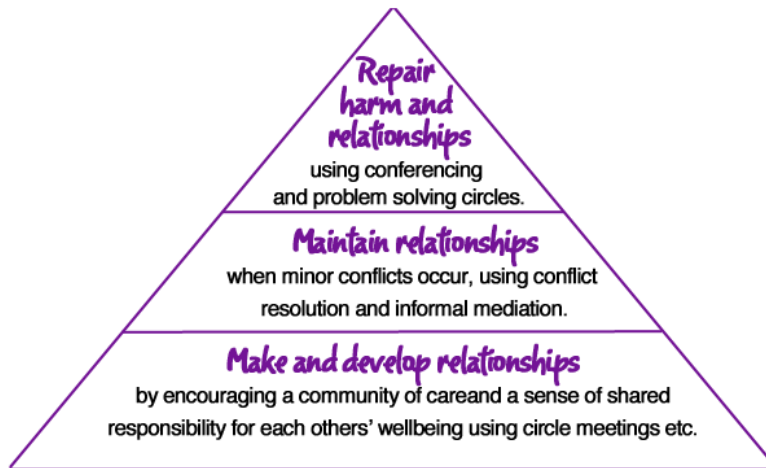 Repair
harm and
relationships
using conferencing
and problem solving circles.
Maintain relationships
when minor conflicts occur, using conflict
resolution and informal mediation.
Make and develop relationships
by encouraging a community of careand a sense of shared
responsibility for each others' wellbeing using circle meetings etc.